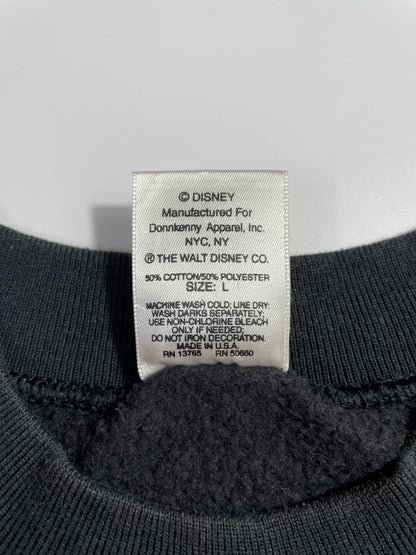 © DISNEY
Manufactured For
Donnkenny Apparel, Inc.
NYC, NY
® THE WALT DISNEY CO.
50% COTTON/50% POLYESTER
SIZE: L
MACHINE WASH COLD; LINE DRY.
WASH DARKS SEPARATELY;
USE NON-CHLORINE BLEACH
ONLY IF NEEDED;
DO NOT IRON DECORATION.
MADE IN U.S.A.
RN 13765 RN 50660